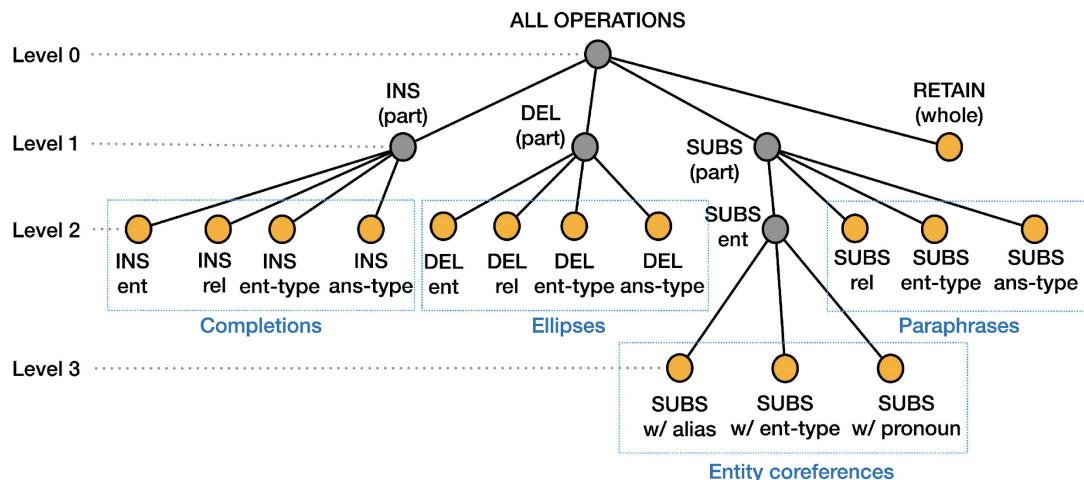 ALL OPERATIONS
Level 0
INS
(part)
DEL
(part)
RETAIN
(whole)
Level 1
SUBS
(part)
Level 2
SUBS
ent
INS
ent
INS
rel
INS
ent-type
INS
ans-type
DEL
ent
DEL
rel
DEL
ent-type
DEL
ans-type
SUBS
rel
SUBS
ent-type
SUBS
ans-type
Completions
Ellipses
Paraphrases
Level 3
SUBS
w/ alias
SUBS
w/ ent-type
SUBS
w/ pronoun
Entity coreferences